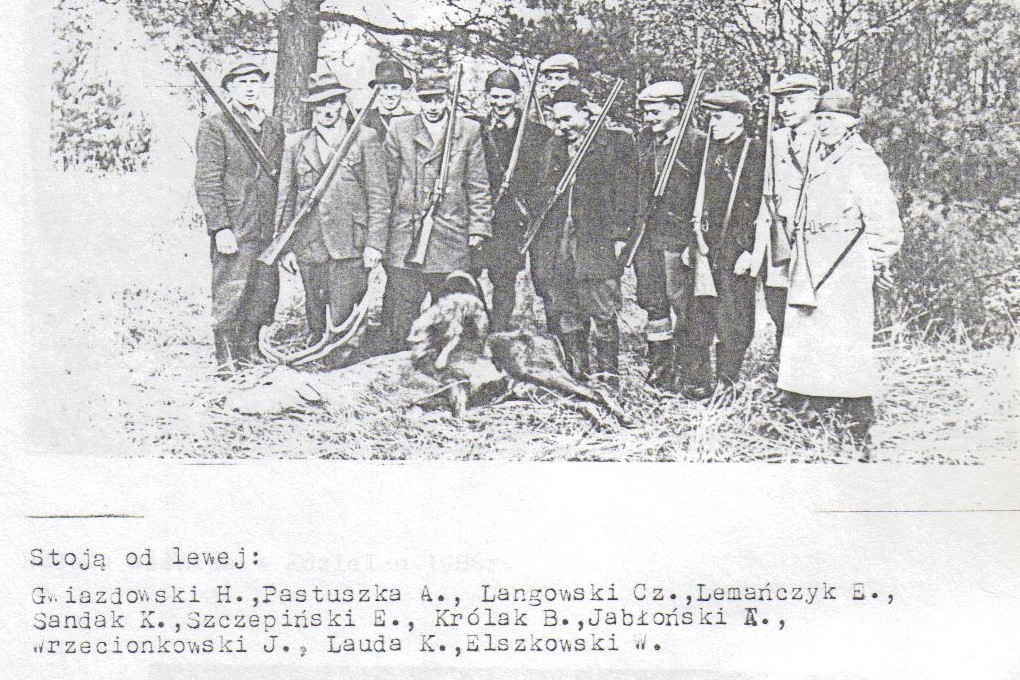 Stoją od lewej:
Gwiazdowski H.,Pastuszka A., Langowski Cz.,Lemańczyk E.,
Sandak K.,Szczepiński E., Królak B.,Jabłoński A.,
Wrzecionkowski J., Lauda K.,Elszkowski W.